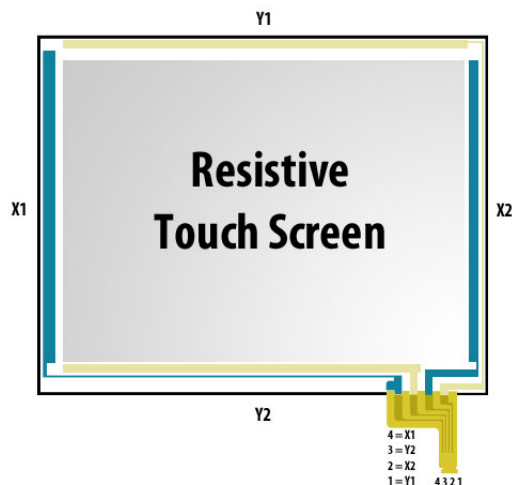 Y1
Resistive
Touch Screen
X1
X2
Y2
4 = X1
3 = Y2
2 = X2
1 = Y1
4 3 2 1